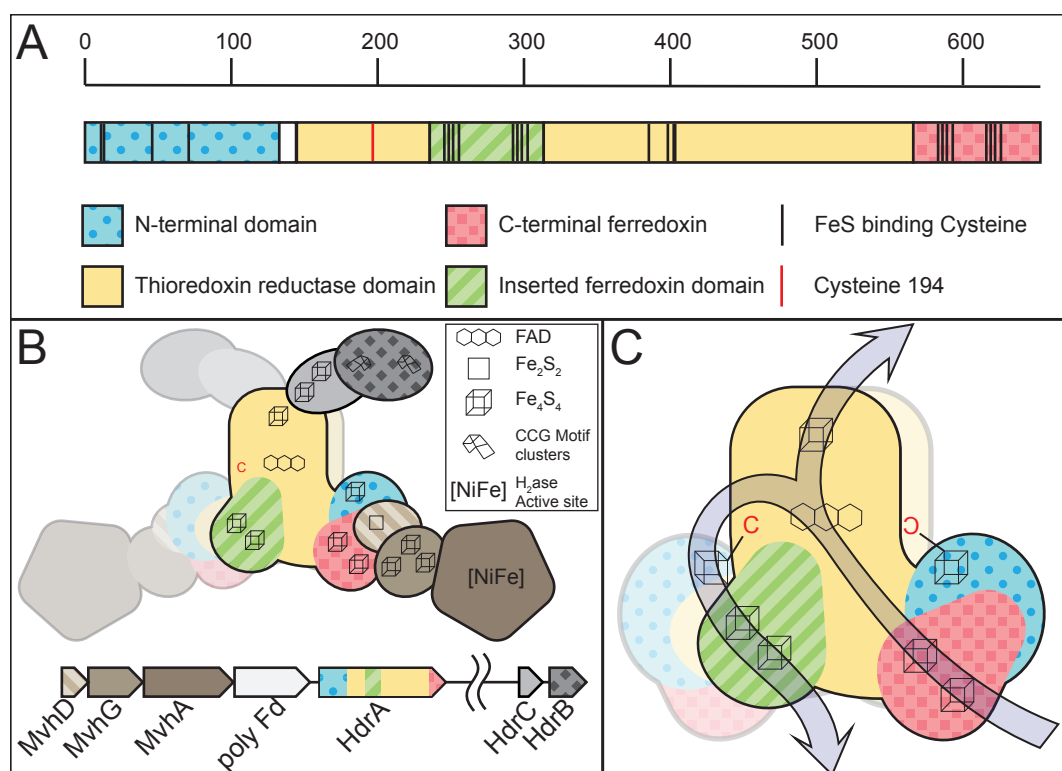 A
0 100 200 300 400 500 600
N-terminal domain
C-terminal ferredoxin
FeS binding Cysteine
Thioredoxin reductase domain
Inserted ferredoxin domain
Cysteine 194
B
FAD
Fe2S2
Fe4S4
CCG Motif
clusters
[NiFe] H2ase
Active site
C
[NiFe]
MvhD
MvhG
MvhA
poly Fd
HdrA
HdrC
HdrB
C
C
C